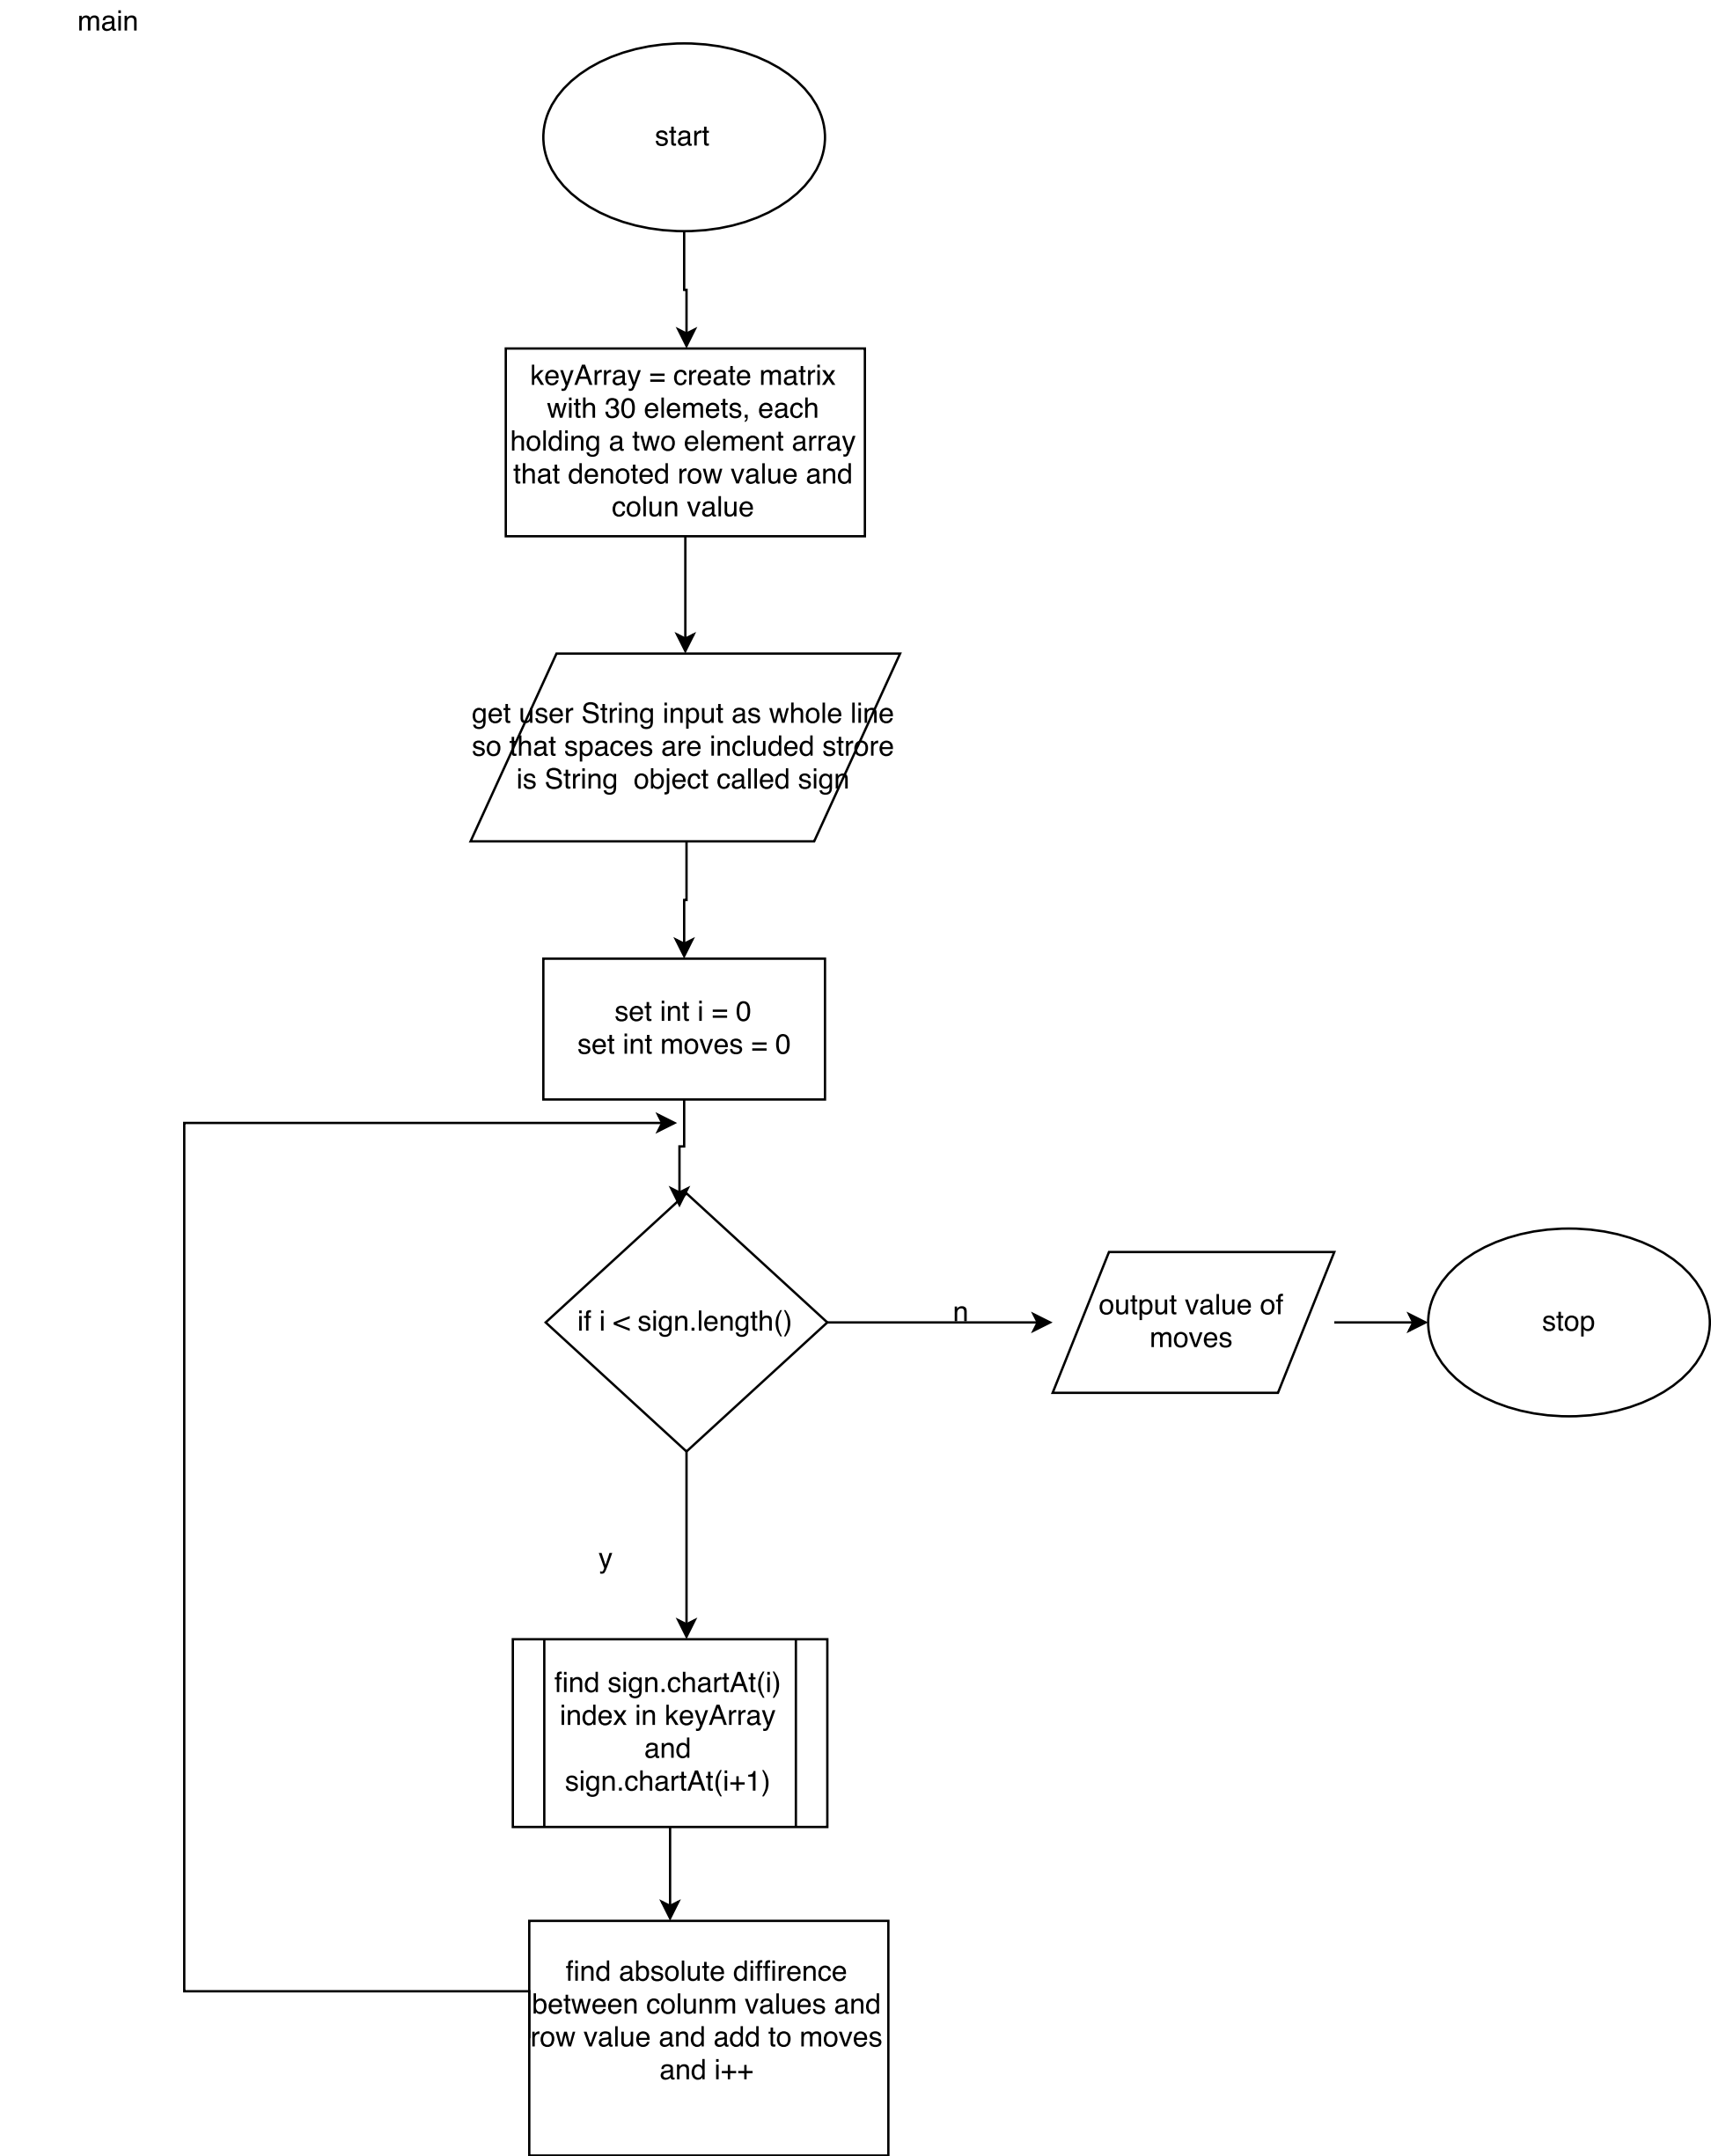 main
start
keyArray = create matrix
with 30 elemets, each
holding a two element array
that denoted row value and
colun value
get user String input as whole line
so that spaces are included strore
is String  object called sign
set int i = 0
set int moves = 0
if i < sign.length()
n
output value of
moves
stop
y
find sign.chartAt(i)
index in keyArray
and
sign.chartAt(i+1)
find absolute diffirence
between colunm values and
row value and add to moves
and i++